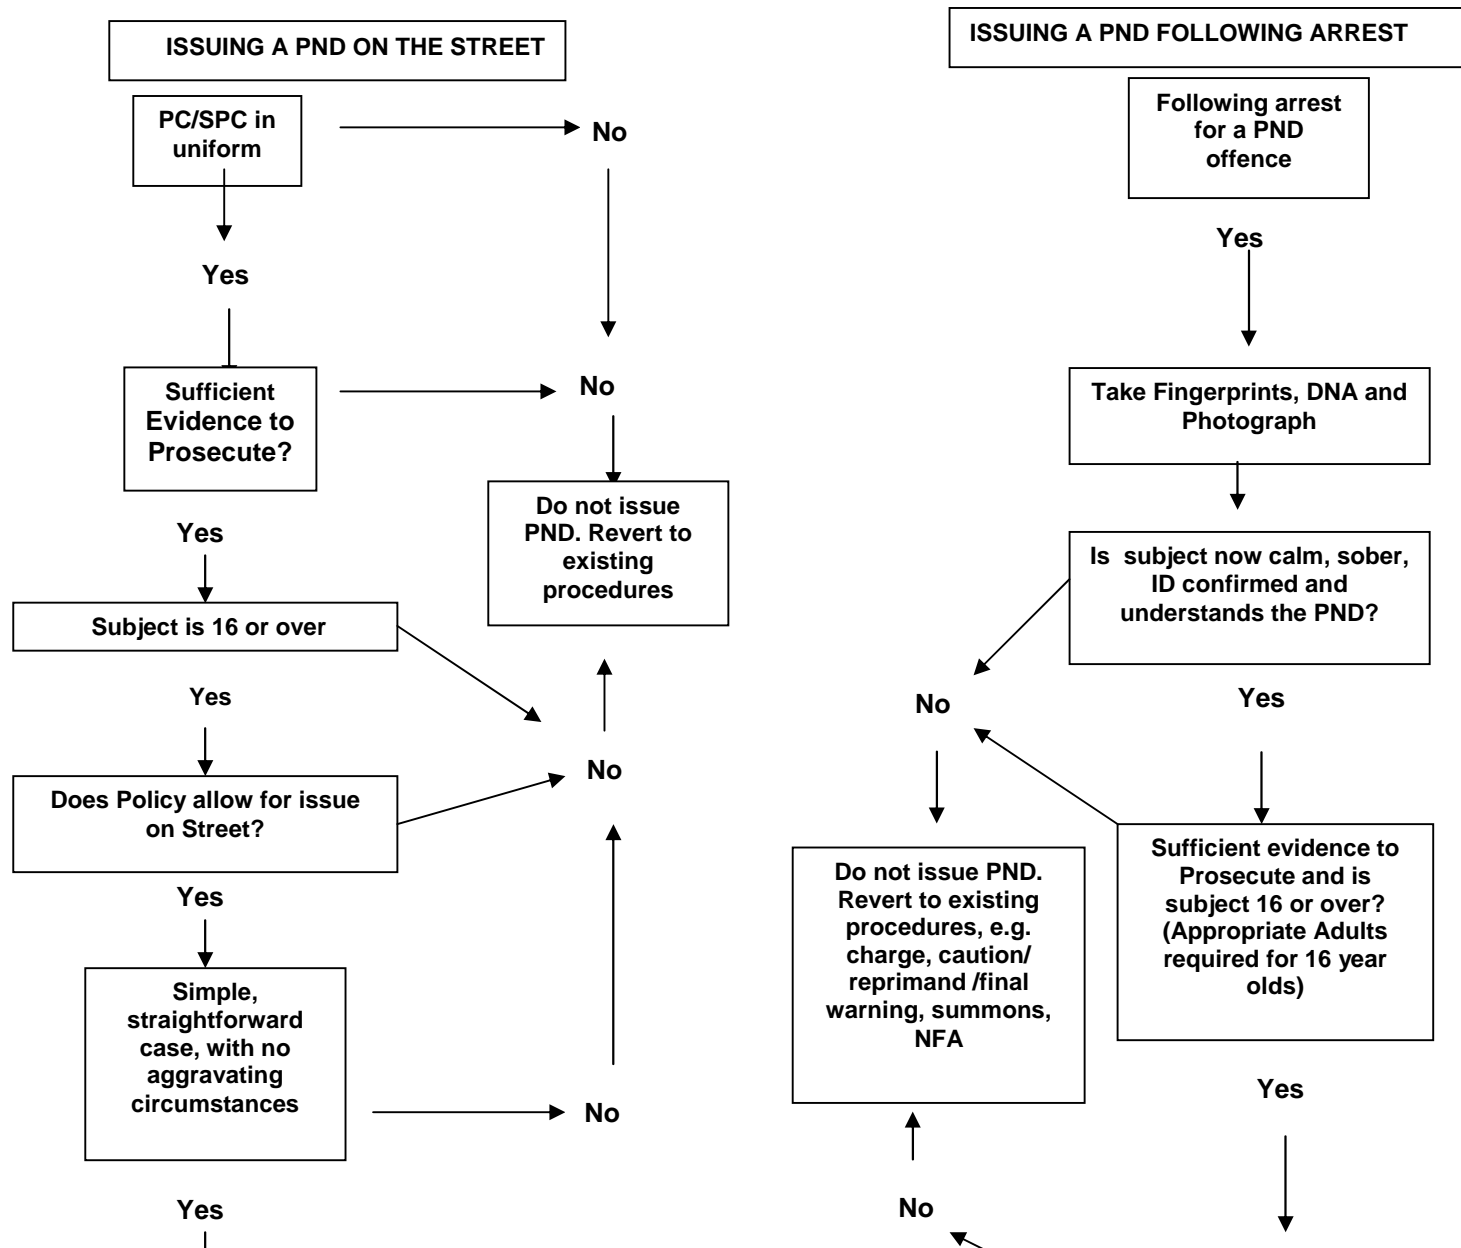 ISSUING A PND ON THE STREET
PC/SPC in
uniform
No
Yes
Sufficient
Evidence to
Prosecute?
No
Do not issue
PND. Revert to
existing
procedures
Yes
Subject is 16 or over
Yes
No
Does Policy allow for issue
on Street?
Yes
Simple,
straightforward
case, with no
aggravating
circumstances
No
Yes
ISSUING A PND FOLLOWING ARREST
Following arrest
for a PND
offence
Yes
Take Fingerprints, DNA and
Photograph
Is subject now calm, sober,
ID confirmed and
understands the PND?
No
Yes
Do not issue PND.
Revert to existing
procedures, e.g.
charge, caution/
reprimand /final
warning, summons,
NFA
Sufficient evidence to
Prosecute and is
subject 16 or over?
(Appropriate Adults
required for 16 year
olds)
Yes
No